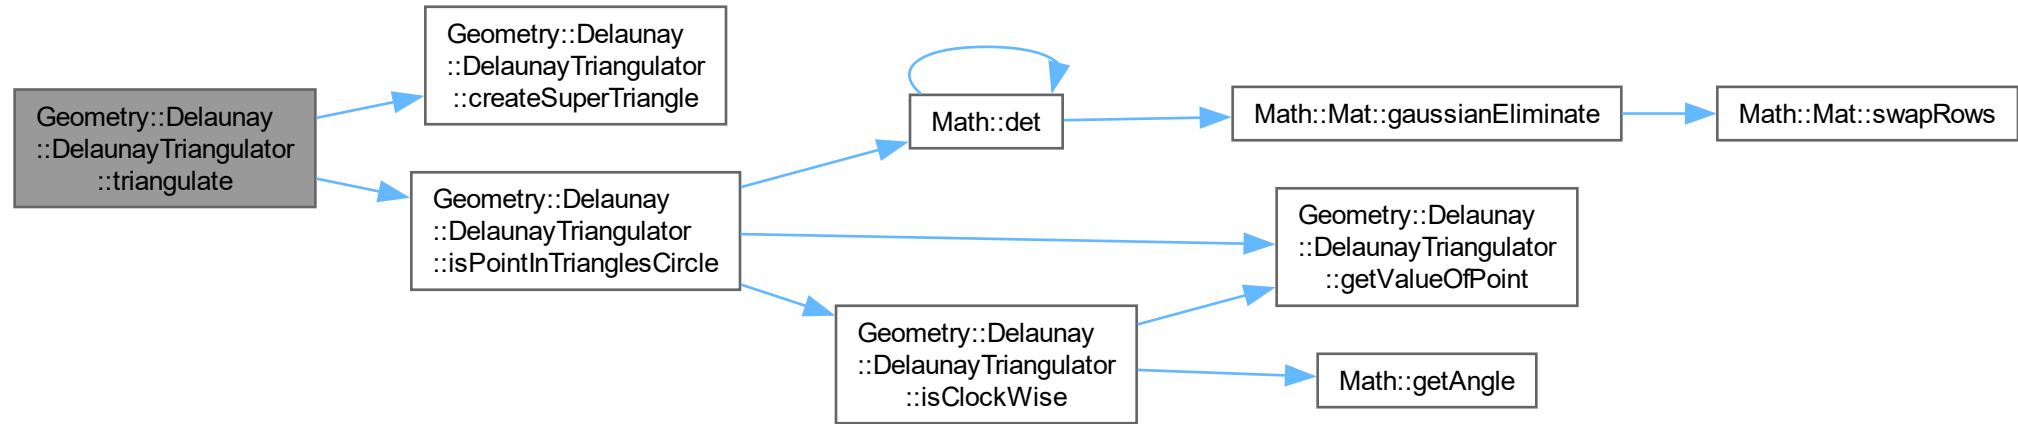 Geometry::Delaunay
::DelaunayTriangulator
::triangulate
Geometry::Delaunay
::DelaunayTriangulator
::createSuperTriangle
Geometry::Delaunay
::DelaunayTriangulator
::isPointInTrianglesCircle
Math::det
Math::Mat::gaussianEliminate
Math::Mat::swapRows
Geometry::Delaunay
::DelaunayTriangulator
::getValueOfPoint
Geometry::Delaunay
::DelaunayTriangulator
::isClockWise
Math::getAngle